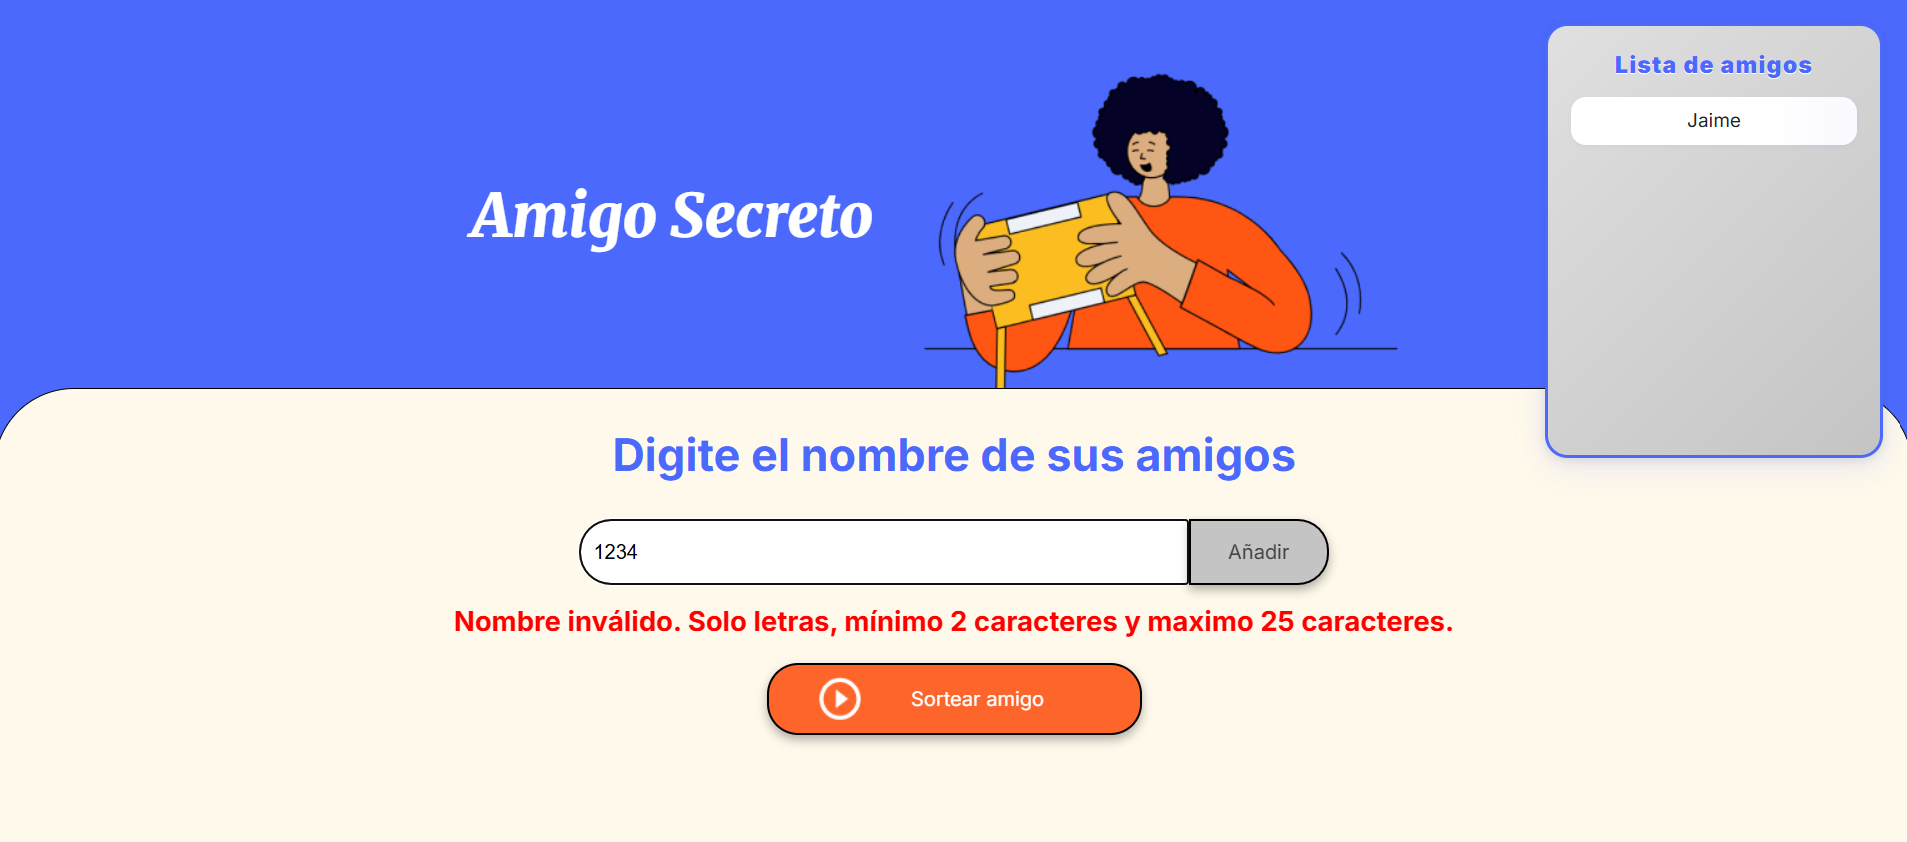 Amigo Secreto
Lista de amigos
Jaime
Digite el nombre de sus amigos
1234
Añadir
Nombre inválido. Solo letras, mínimo 2 caracteres y maximo 25 caracteres.
Sortear amigo